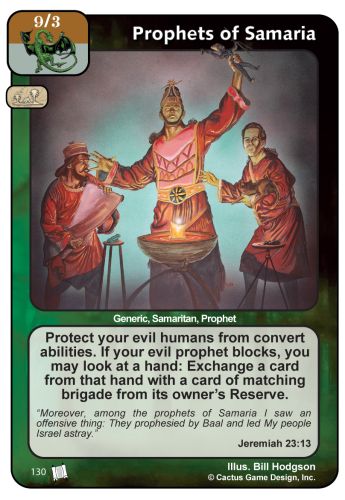 9/3
Prophets of Samaria
Generic, Samaritan, Prophet
Protect your evil humans from convert
abilities. If your evil prophet blocks, you
may look at a hand: Exchange a card
from that hand with a card of matching
brigade from its owner's Reserve.
"Moreover, among the prophets of Samaria I saw an
offensive thing: They prophesied by Baal and led My people
Israel astray."
Jeremiah 23:13
Illus. Bill Hodgson
130
© Cactus Game Design, Inc.